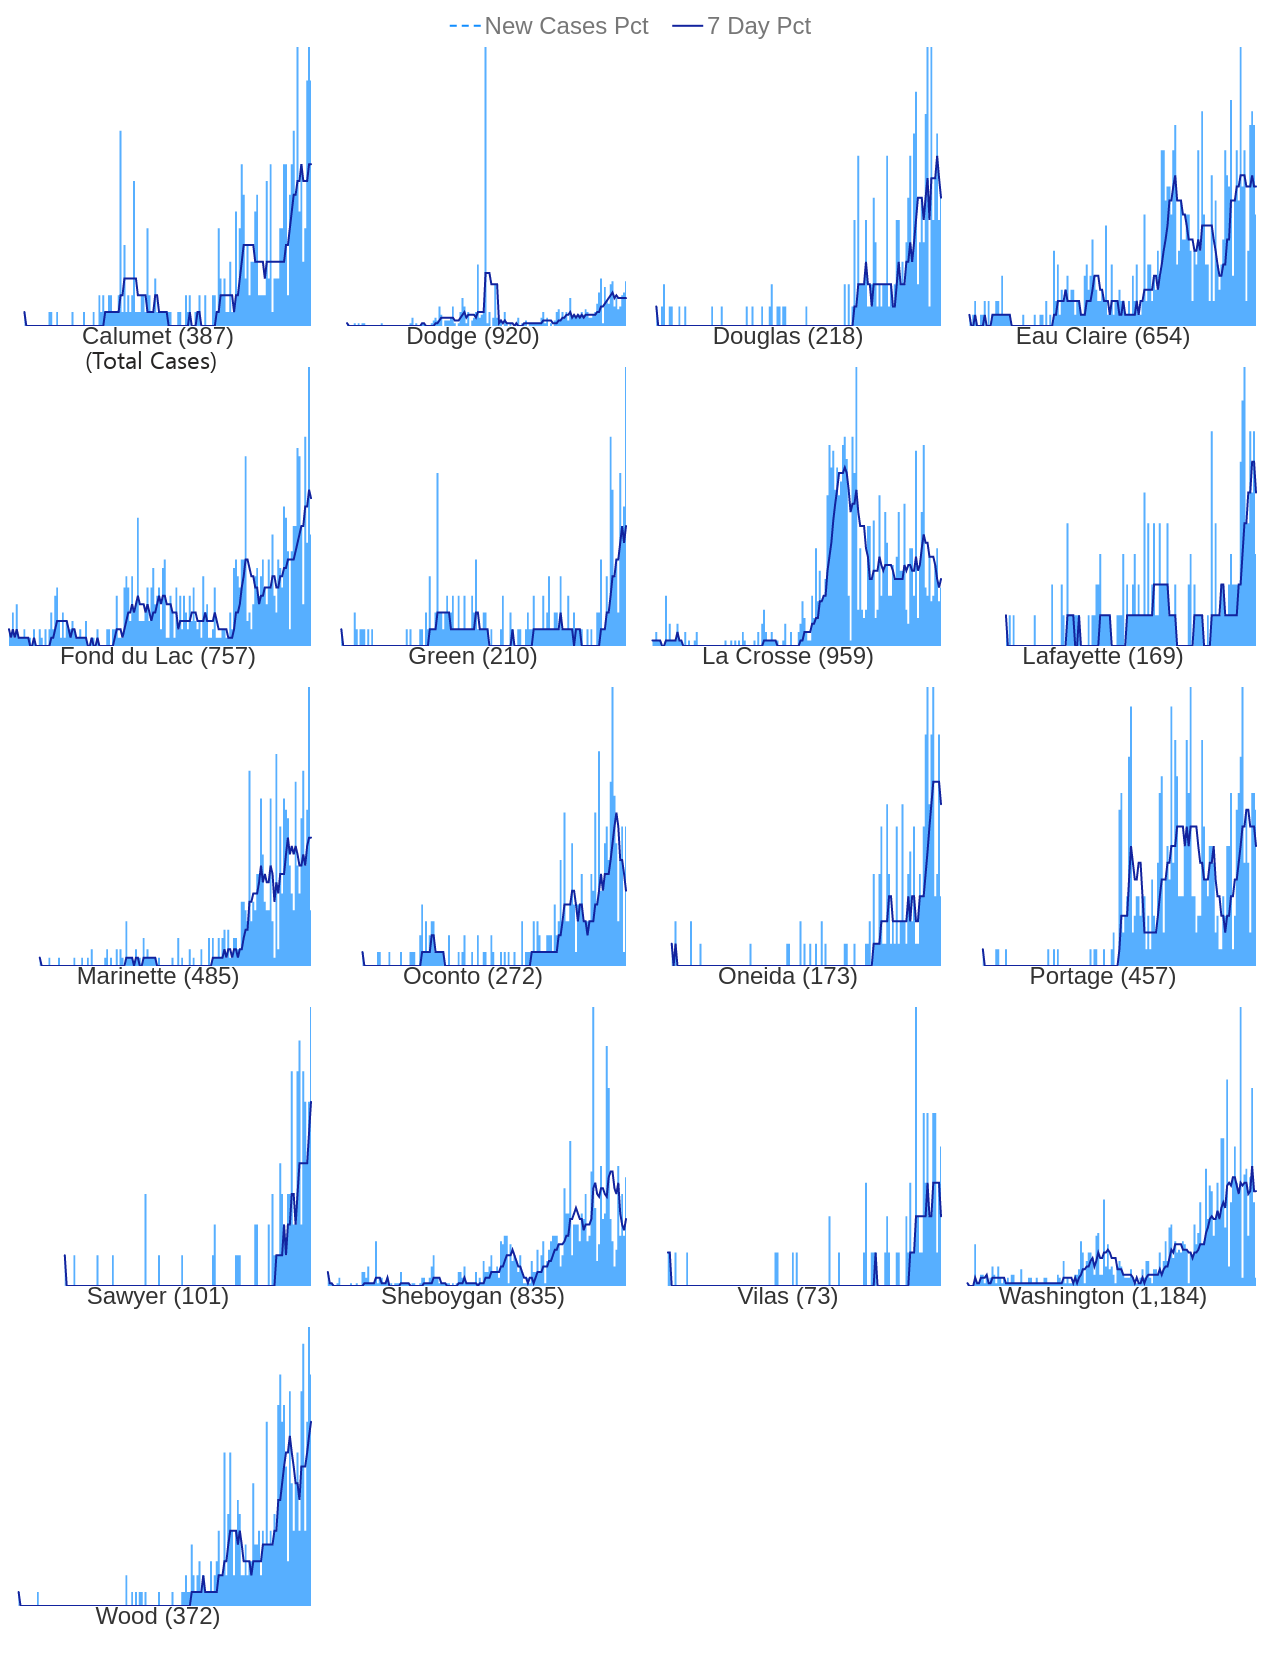 New Cases Pct 7 Day Pct
Calumet (387) Dodge (920) Douglas (218) Eau Claire (654)
(Total Cases)
Fond du Lac (757) Green (210) La Crosse (959) Lafayette (169)
Marinette (485) Oconto (272) Oneida (173) Portage (457)
Sawyer (101) Sheboygan (835) Vilas (73) Washington (1,184)
Wood (372)